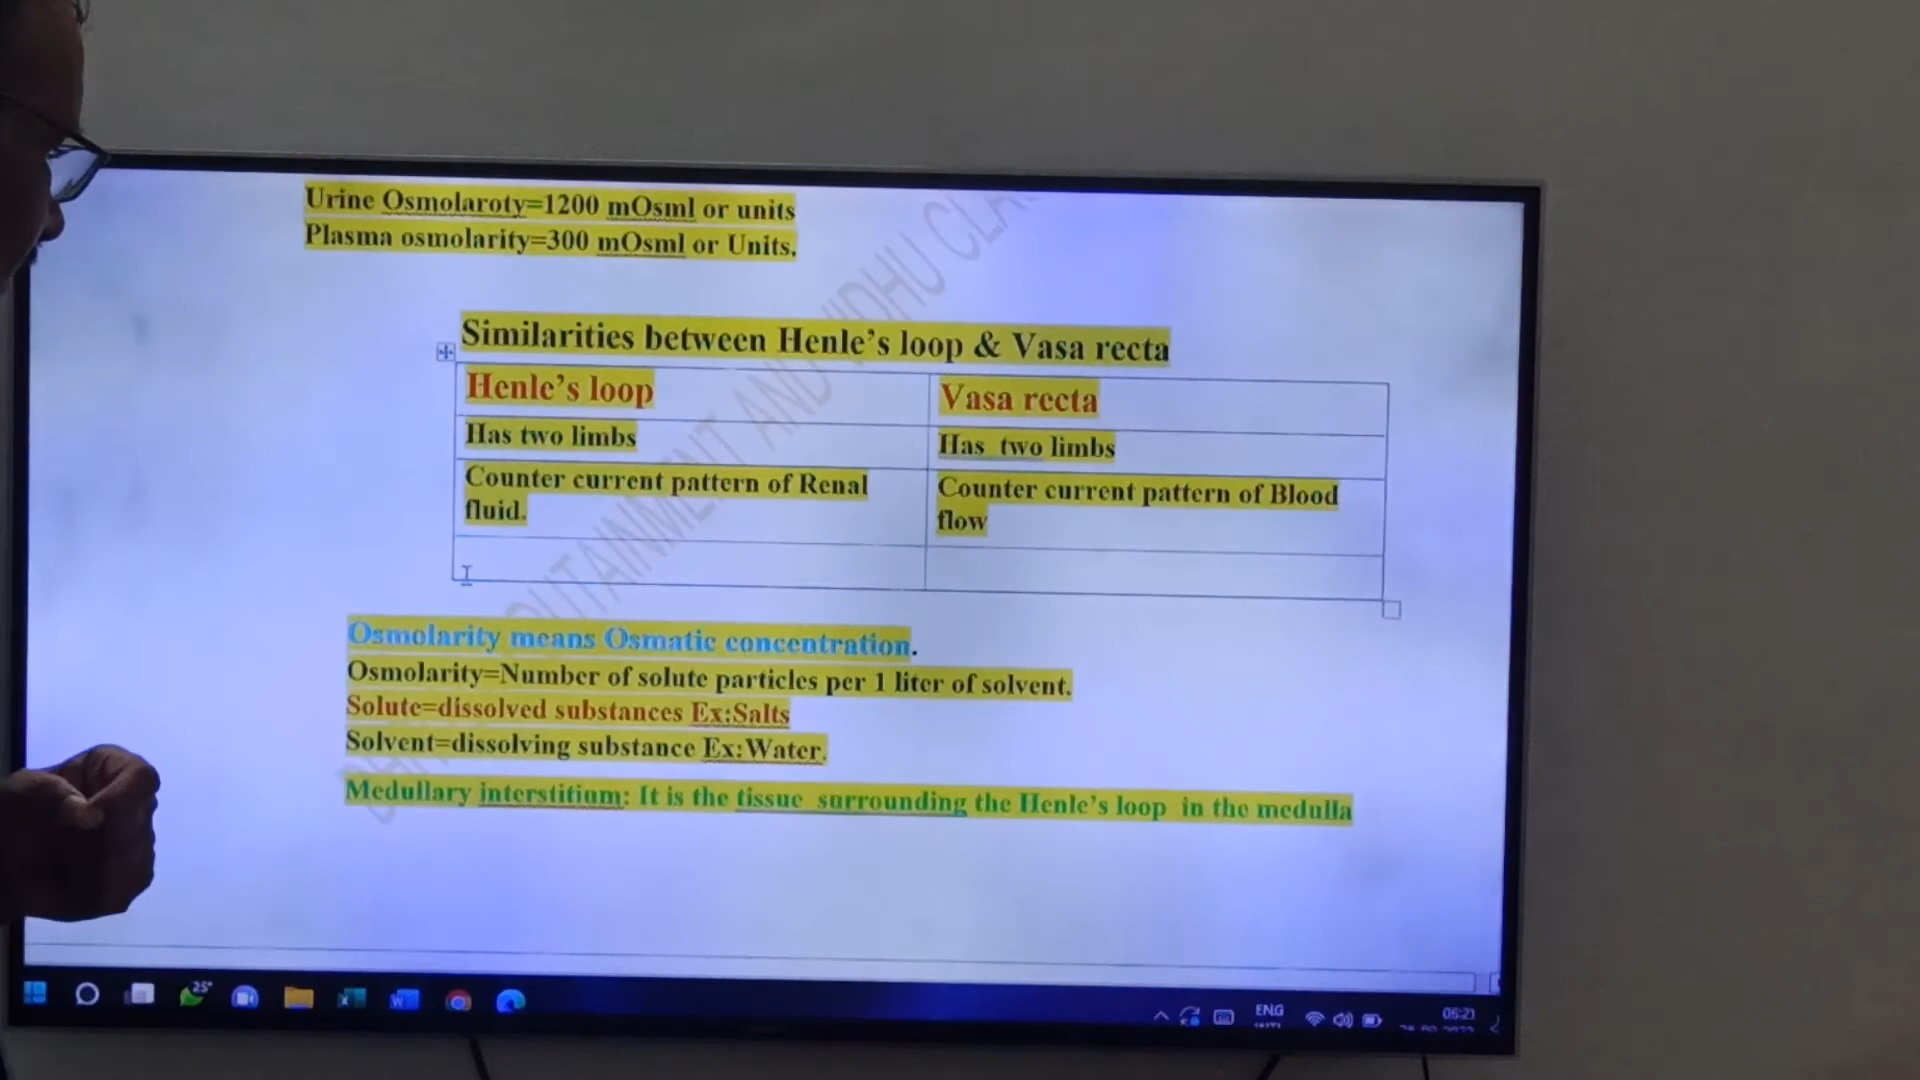 Urine Osmolaroty=1200 mOsml or units
Plasma osmolarity=300 mOsml or Units.
Similarities between Henle's loop & Vasa recta
Henle's loop
Vasa recta
Has two limbs
Has two limbs
Counter current pattern of Renal
fluid.
Counter current pattern of Blood
flow
Osmolarity means Osmatic concentration.
Osmolarity=Number of solute particles per 1 liter of solvent.
Solute=dissolved substances Ex:Salts
Solvent=dissolving substance Ex:Water.
Medullary interstitium: It is the tissue surrounding the Henle's loop in the medulla
AND VIDHU
25°
ENG
06:21